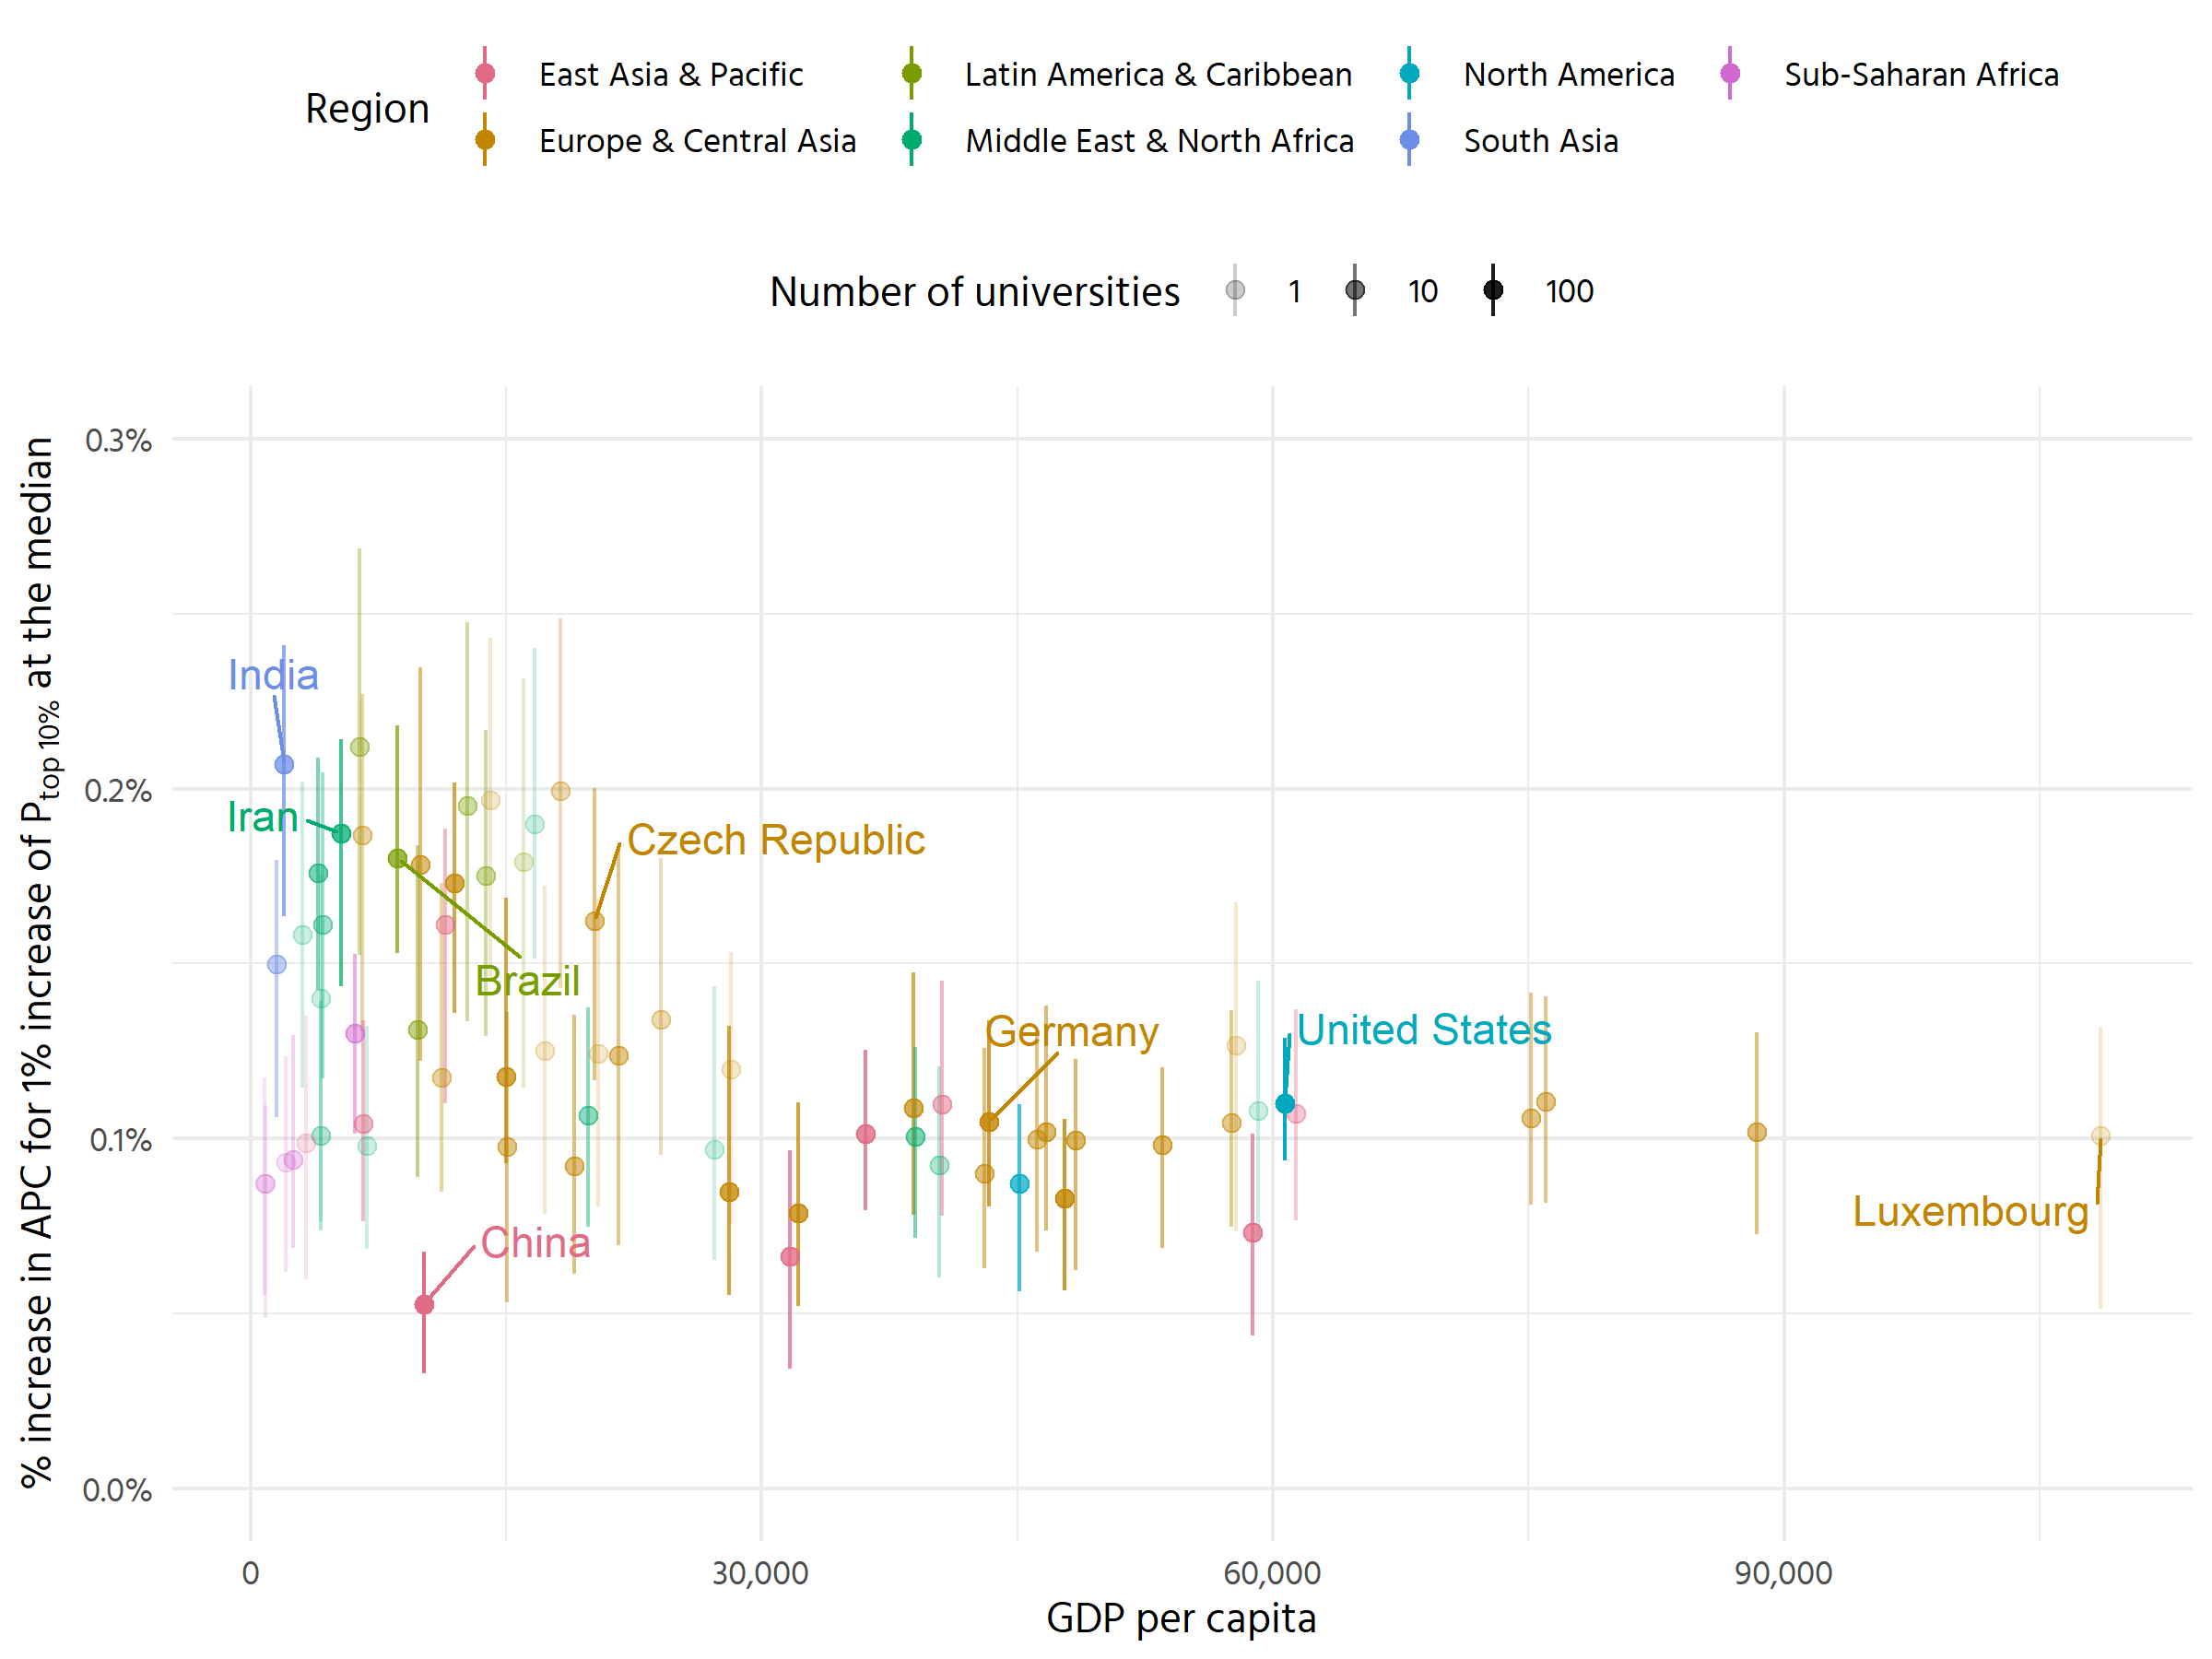 Region
East Asia & Pacific
Latin America & Caribbean
North America
Sub-Saharan Africa
Europe & Central Asia
Middle East & North Africa
South Asia
Number of universities
1
10
100
% increase in APC for 1% increase of P top 10% at the median
0.3%
0.2%
0.1%
0.0%
India
Iran
Czech Republic
Brazil
Germany
United States
Luxembourg
China
0
30,000
60,000
90,000
GDP per capita